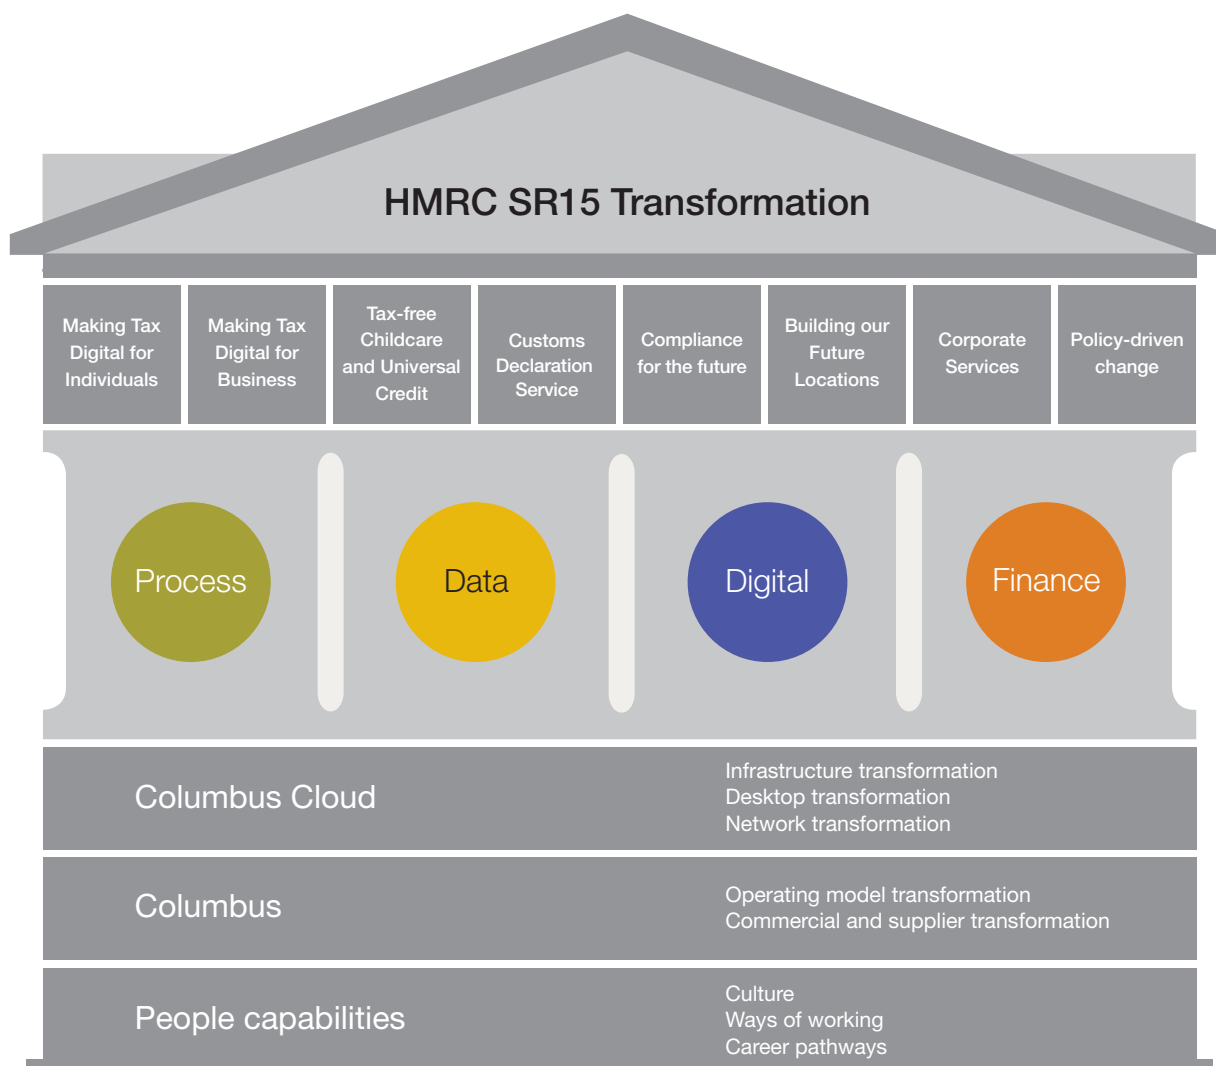 HMRC SR15 Transformation
Making Tax
Digital for
Individuals
Making Tax
Digital for
Business
Tax-free
Childcare
and Universal
Credit
Customs
Declaration
Service
Compliance
for the future
Building our
Future
Locations
Corporate
Services
Policy-driven
change
Process
Data
Digital
Finance
Columbus Cloud
Infrastructure transformation
Desktop transformation
Network transformation
Columbus
Operating model transformation
Commercial and supplier transformation
People capabilities
Culture
Ways of working
Career pathways